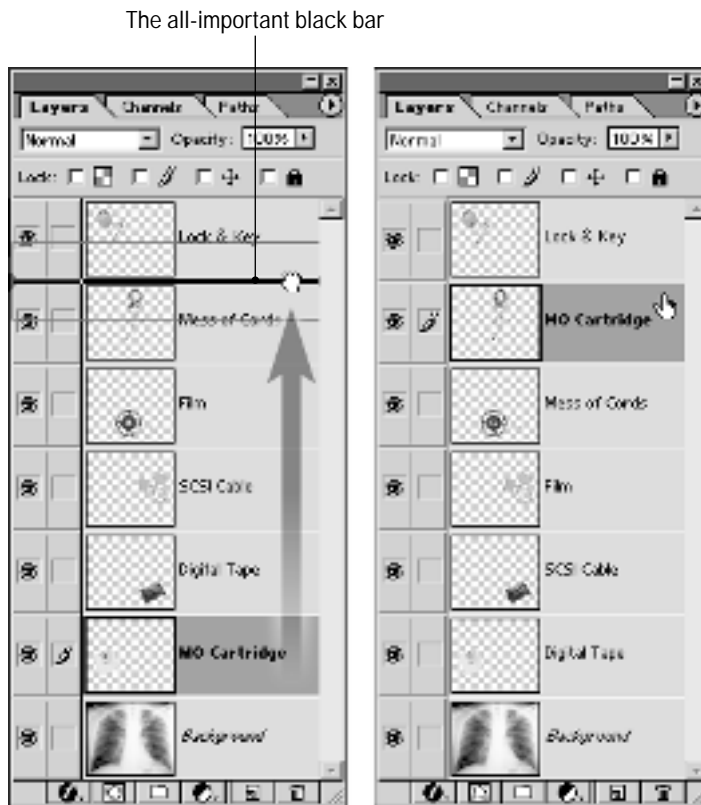 The all-important black bar
Layers Channels Paths
Normal Opacity: 100%
Lock:
Lock & Key
Mess of Cords
Film
SCSI Cable
Digital Tape
MO Cartridge
Background
Layers Channels Paths
Normal Opacity: 100%
Lock:
Lock & Key
MO Cartridge
Mess of Cords
Film
SCSI Cable
Digital Tape
Background